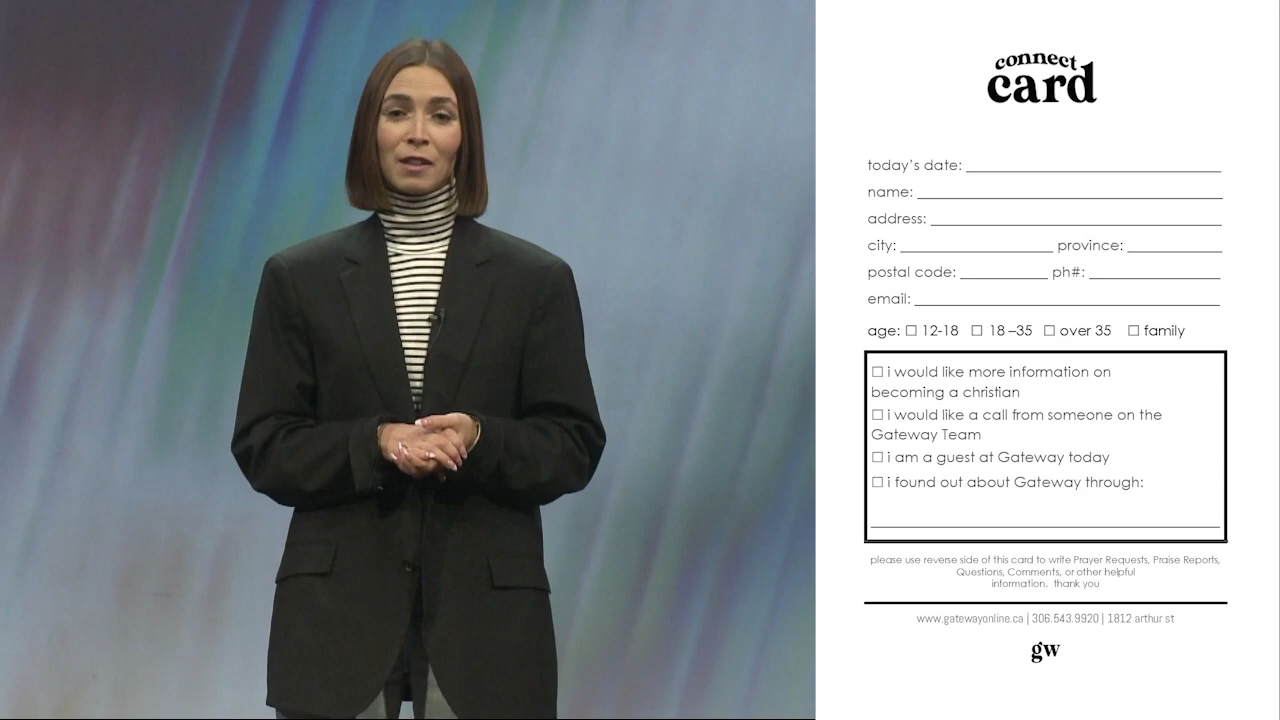 connect
card
today's date:
name:
address:
city: province:
postal code: ph#:
email:
age: ☐ 12-18 ☐ 18–35 ☐ over 35 ☐ family
☐ i would like more information on
becoming a christian
☐ i would like a call from someone on the
Gateway Team
☐ i am a guest at Gateway today
☐ i found out about Gateway through:
please use reverse side of this card to write Prayer Requests, Praise Reports,
Questions, Comments, or other helpful
information. thank you
www.gatewayonline.ca | 306.543.9920 | 1812 arthur st
gw